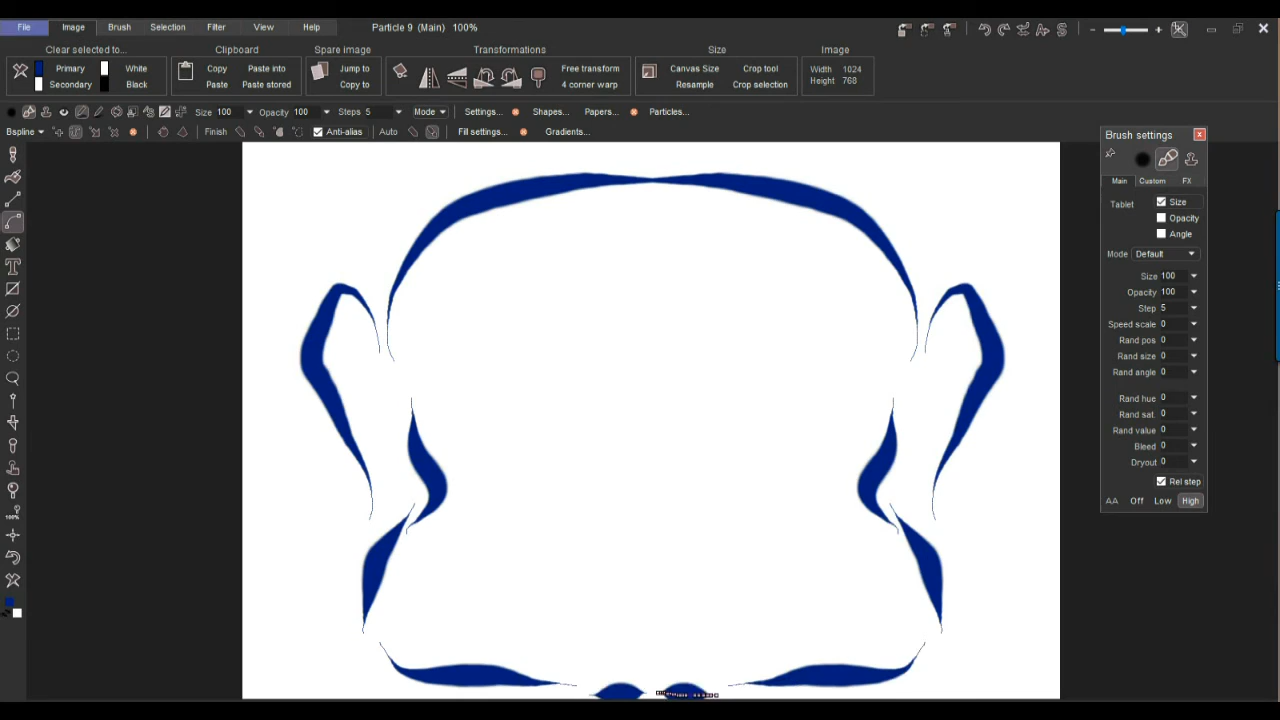 File Image Brush Selection Filter View Help Particle 9 (Main) 100%
Clear selected to... Clipboard Spare image Transformations Size Image
Primary White Copy Paste into Jump to Free transform Canvas Size Crop tool Width 1024
Secondary Black Paste Paste stored Copy to 4 corner warp Resample Crop selection Height 768
Size 100 Opacity 100 Steps 5 Mode Settings... Shapes... Papers... Particles...
Bspline Finish Anti-alias Auto Fill settings... Gradients...
Brush settings
Main Custom FX
Tablet Size
Opacity
Angle
Mode Default
Size 100
Opacity 100
Step 5
Speed scale 0
Rand pos 0
Rand size 0
Rand angle 0
Rand hue 0
Rand sat. 0
Rand value 0
Bleed 0
Dryout 0
Rel step
AA Off Low High
100%